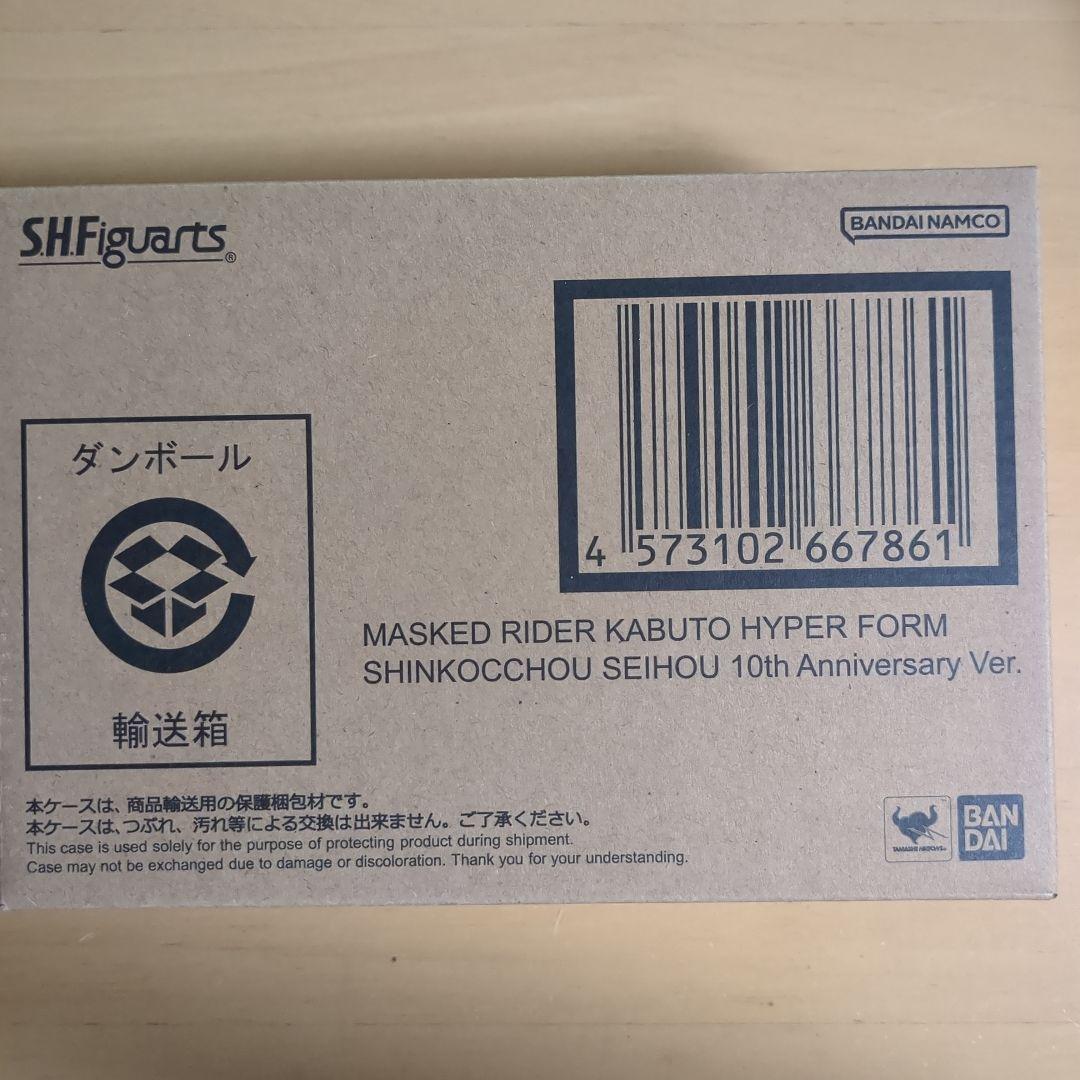 S.H.Figuarts®
BANDAI NAMCO
4 573102 667861
ダンボール
輸送箱
MASKED RIDER KABUTO HYPER FORM
SHINKOCCHOU SEIHOU 10th Anniversary Ver.
本ケースは、商品輸送用の保護梱包材です。
本ケースは、つぶれ、汚れ等による交換は出来ません。ご了承ください。
This case is used solely for the purpose of protecting product during shipment.
Case may not be exchanged due to damage or discoloration. Thank you for your understanding.
TAMASHII NATIONS
BAN
DAI